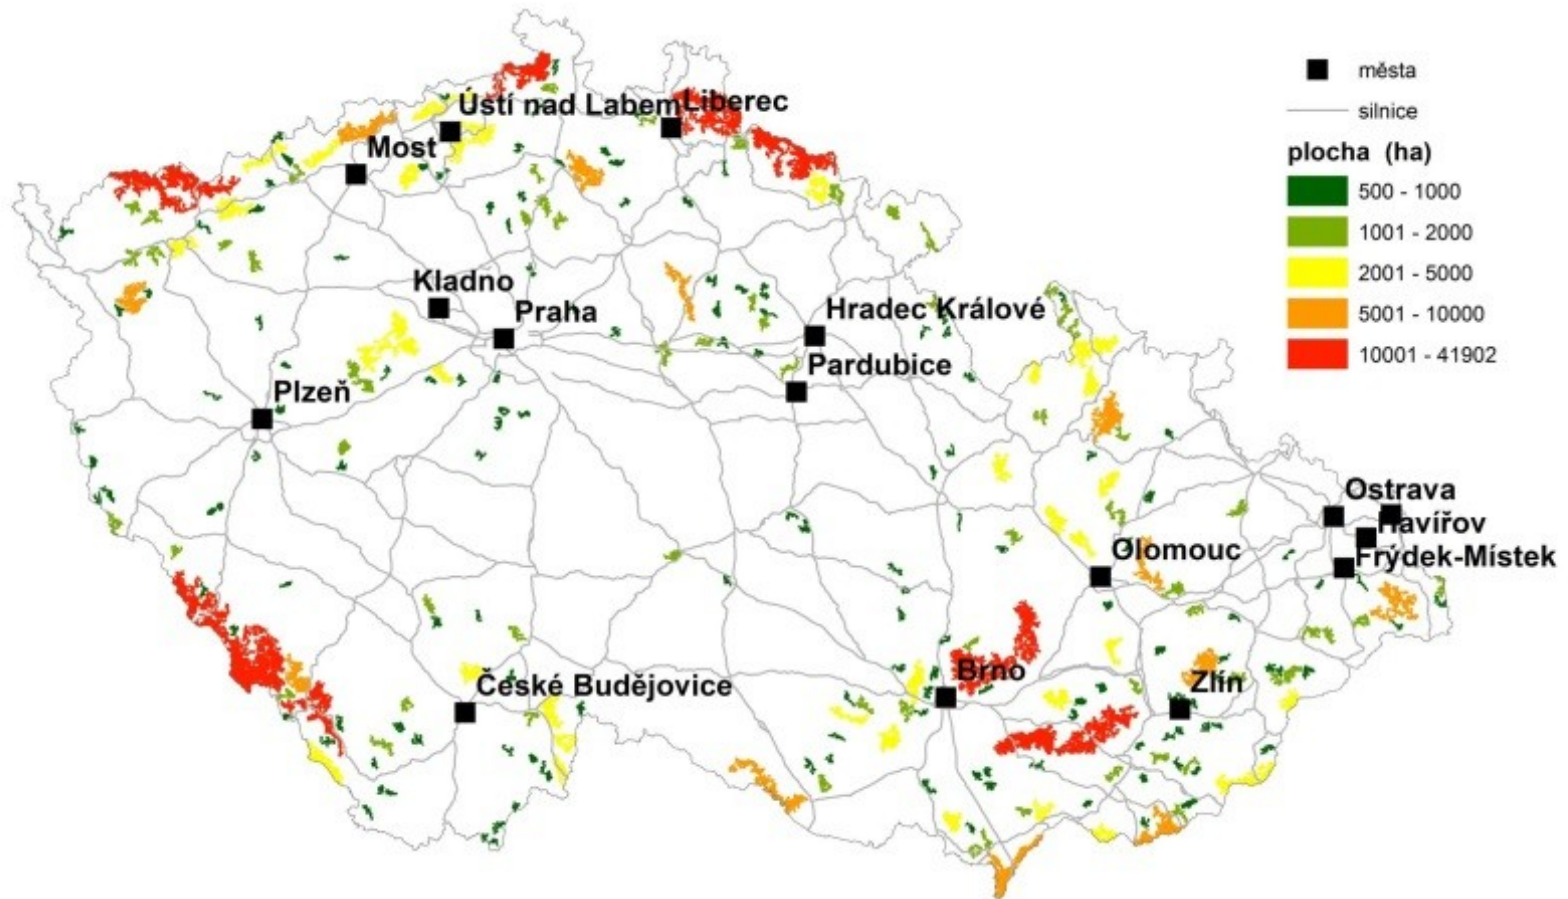 města
silnice
plocha (ha)
500 - 1000
1001 - 2000
2001 - 5000
5001 - 10000
10001 - 41902
Ústí nad Labem
Liberec
Most
Kladno
Praha
Hradec Králové
Pardubice
Plzeň
Ostrava
Havířov
Frýdek-Místek
Olomouc
Brno
Zlín
České Budějovice